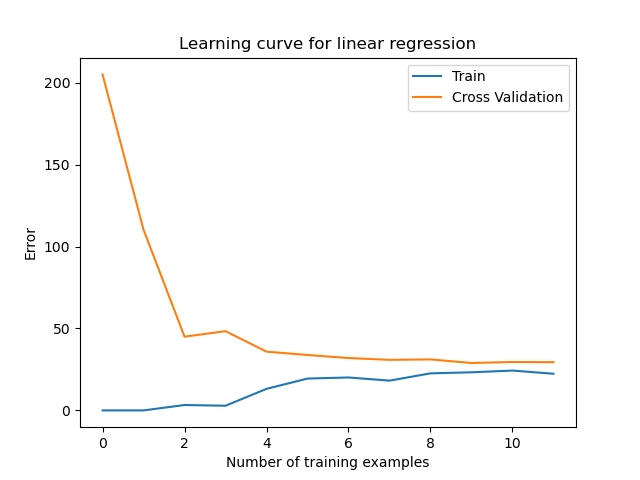 Learning curve for linear regression
Train
Cross Validation
200
150
100
50
0
Error
0 2 4 6 8 10
Number of training examples